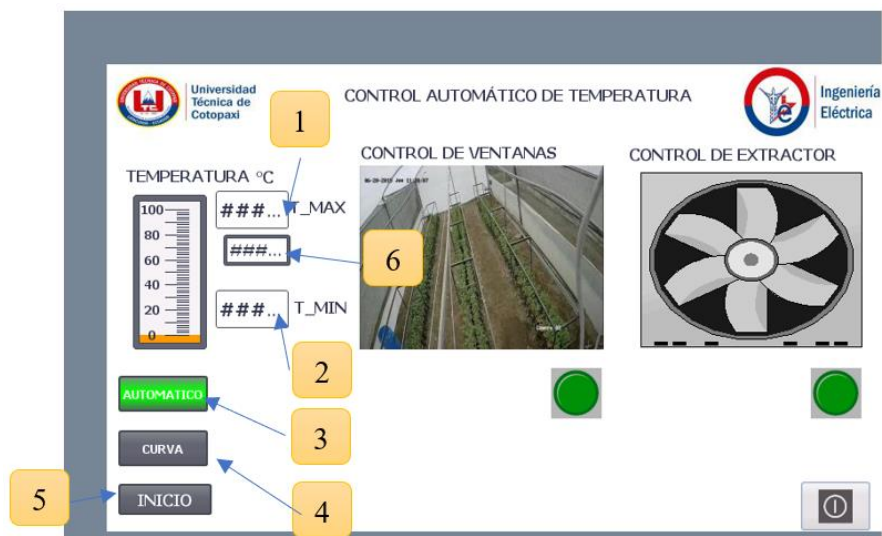 Universidad
Técnica de
Cotopaxi
CONTROL AUTOMÁTICO DE TEMPERATURA
Ingeniería
Eléctrica
1
TEMPERATURA °C
CONTROL DE VENTANAS
CONTROL DE EXTRACTOR
100
80
60
40
20
0
###...
T_MAX
###...
6
###...
T_MIN
2
AUTOMATICO
3
CURVA
4
5
INICIO